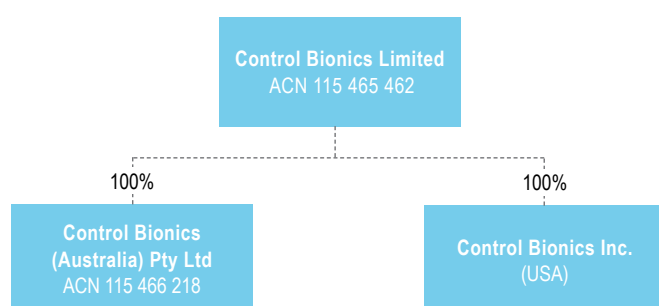 Control Bionics Limited
ACN 115 465 462
100%
100%
Control Bionics
(Australia) Pty Ltd
ACN 115 466 218
Control Bionics Inc.
(USA)